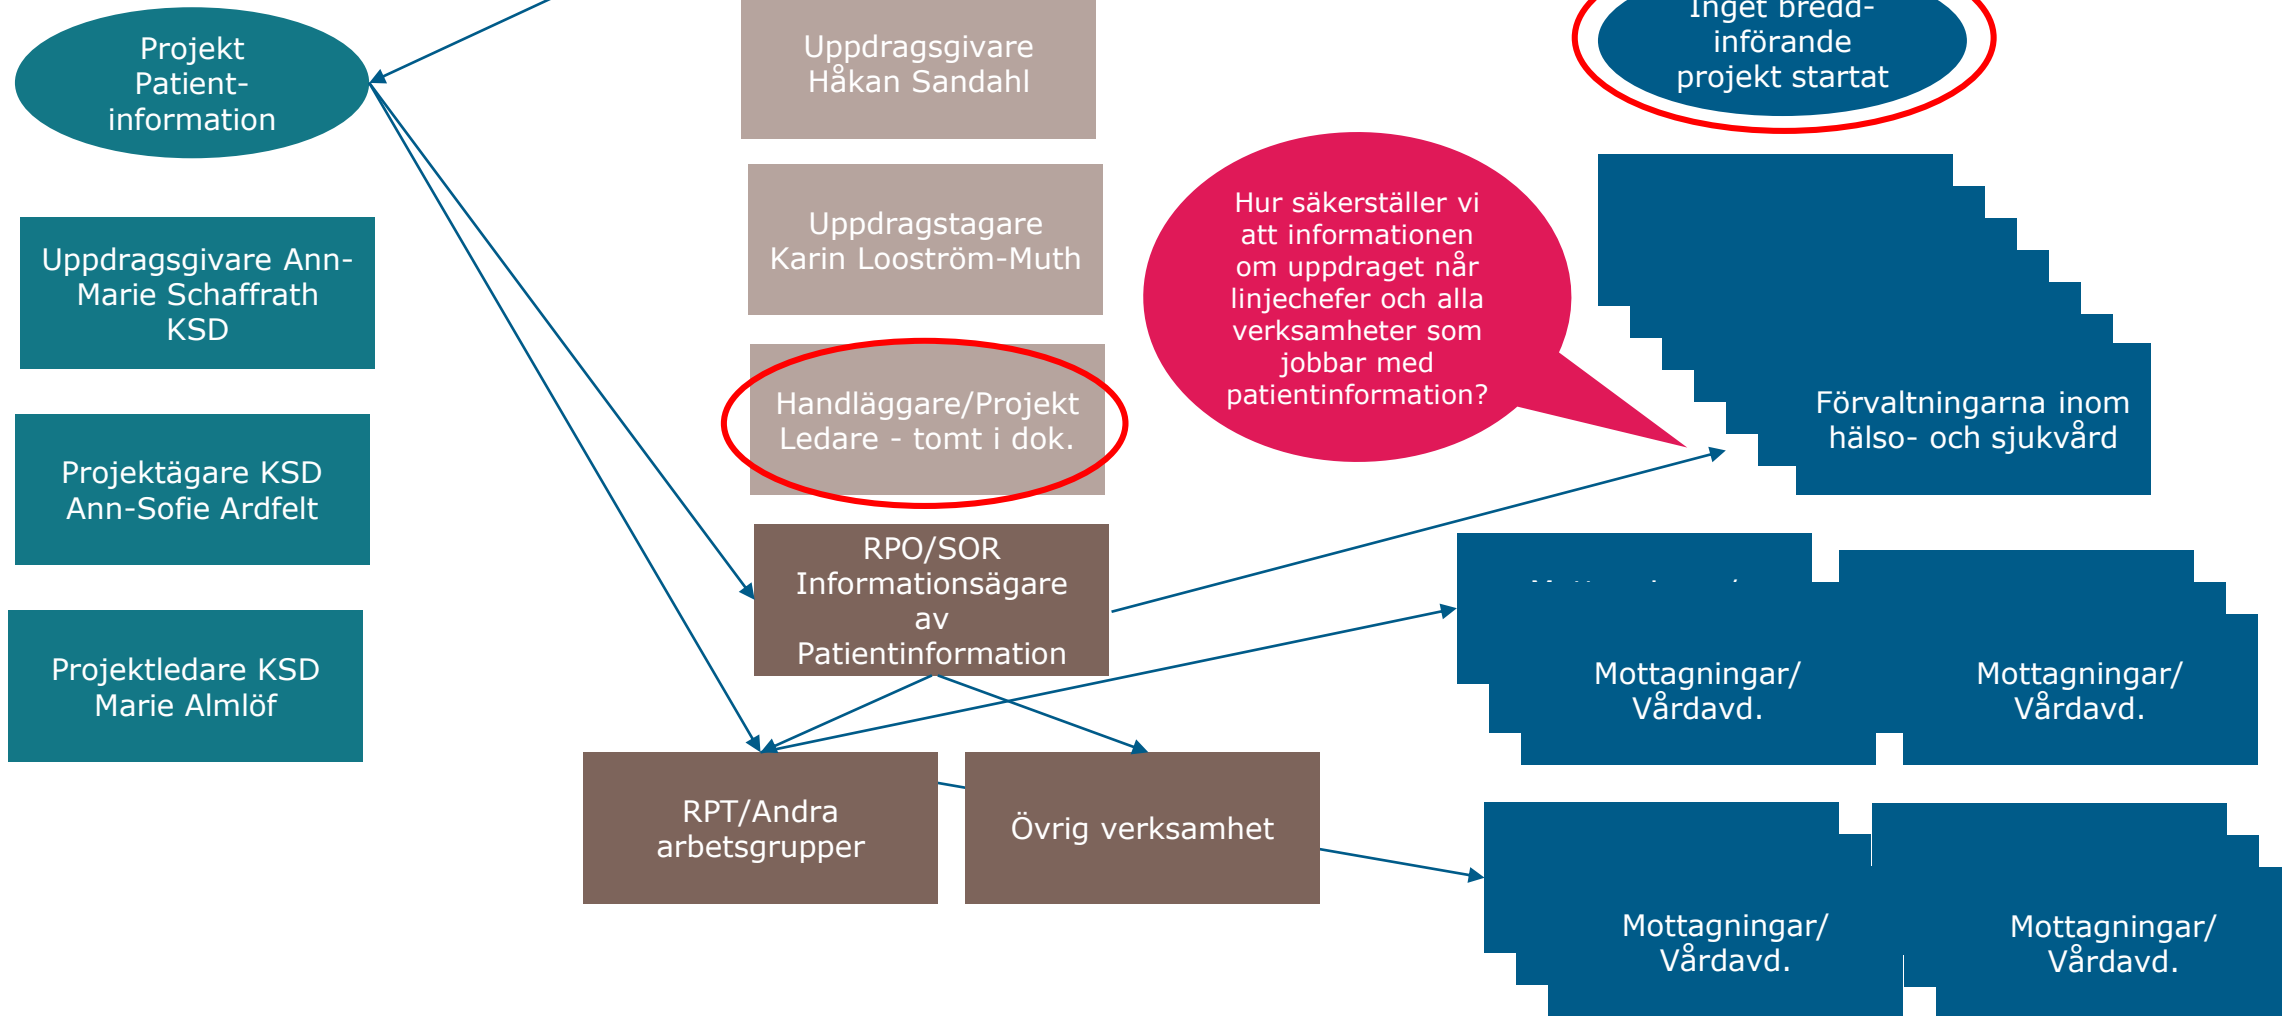 Projekt
Patient-
information
Uppdragsgivare Ann-
Marie Schaffrath
KSD
Projektägare KSD
Ann-Sofie Ardfelt
Projektledare KSD
Marie Almlöf
Uppdragsgivare
Håkan Sandahl
Uppdragstagare
Karin Looström-Muth
Handläggare/Projekt
Ledare - tomt i dok.
RPO/SOR
Informationsägare
av
Patientinformation
RPT/Andra
arbetsgrupper
Övrig verksamhet
Hur säkerställer vi
att informationen
om uppdraget når
linjechefer och alla
verksamheter som
jobbar med
patientinformation?
Inget bredd-
införande
projekt startat
Förvaltningarna inom
hälso- och sjukvård
Mottagningar/
Vårdavd.
Mottagningar/
Vårdavd.
Mottagningar/
Vårdavd.
Mottagningar/
Vårdavd.